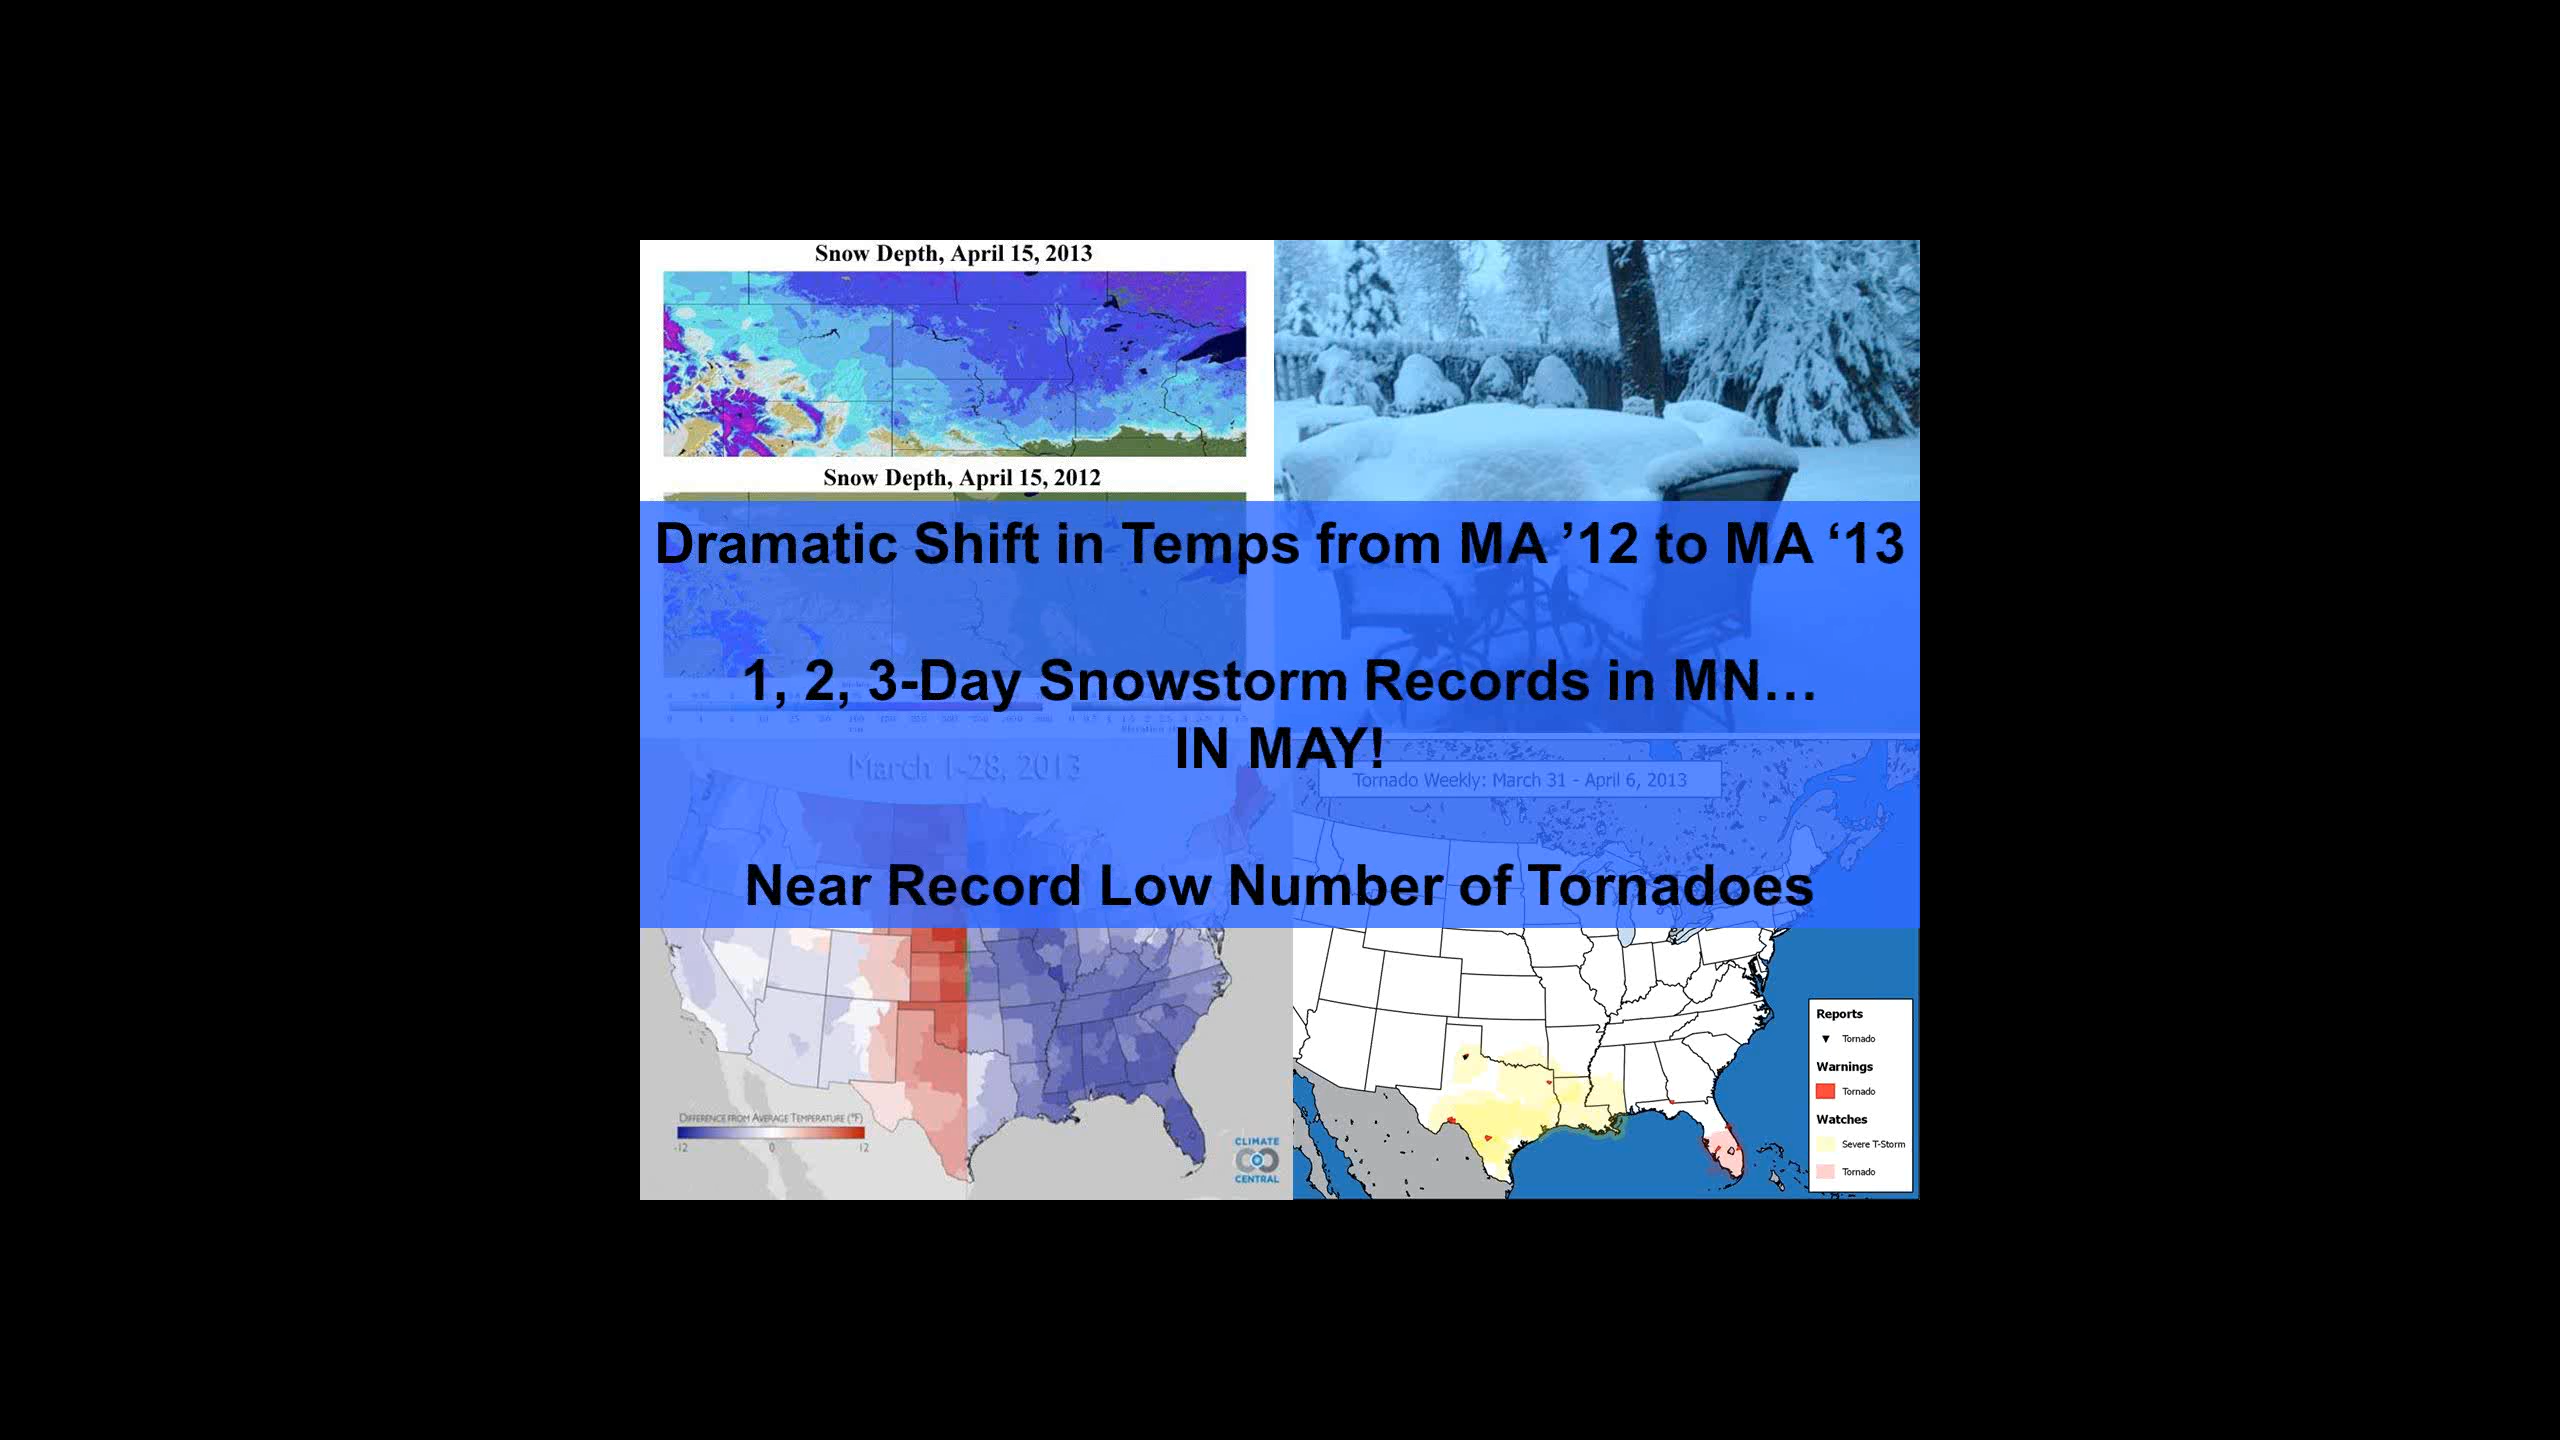 Snow Depth, April 15, 2013
Snow Depth, April 15, 2012
Dramatic Shift in Temps from MA ’12 to MA ‘13
1, 2, 3-Day Snowstorm Records in MN…
IN MAY!
March 1-28, 2013
Tornado Weekly: March 31 - April 6, 2013
Near Record Low Number of Tornadoes
DIFFERENCE FROM AVERAGE TEMPERATURE (°F)
-12 0 12
CLIMATE
CENTRAL
Reports
Tornado
Warnings
Tornado
Watches
Severe T-Storm
Tornado